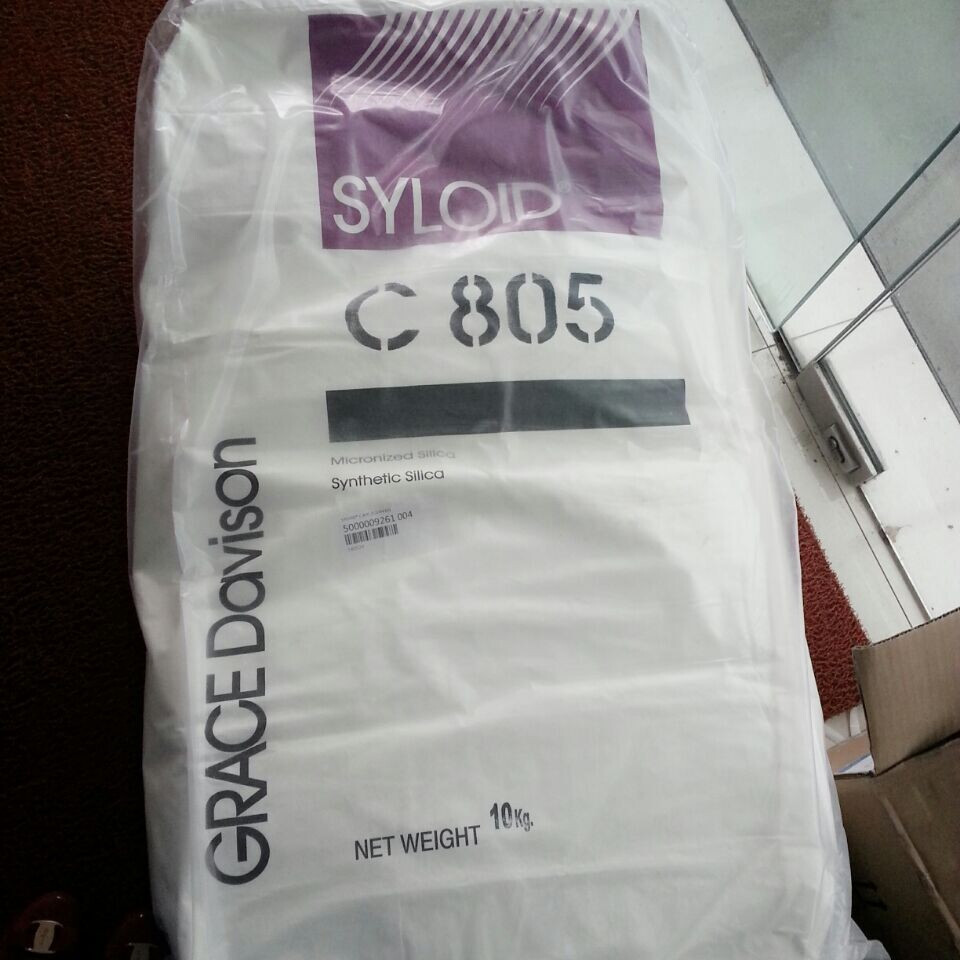 SYLOID®
C 805
Micronized Silica
Synthetic Silica
5000009261 004
GRACE Davison
NET WEIGHT 10Kg.